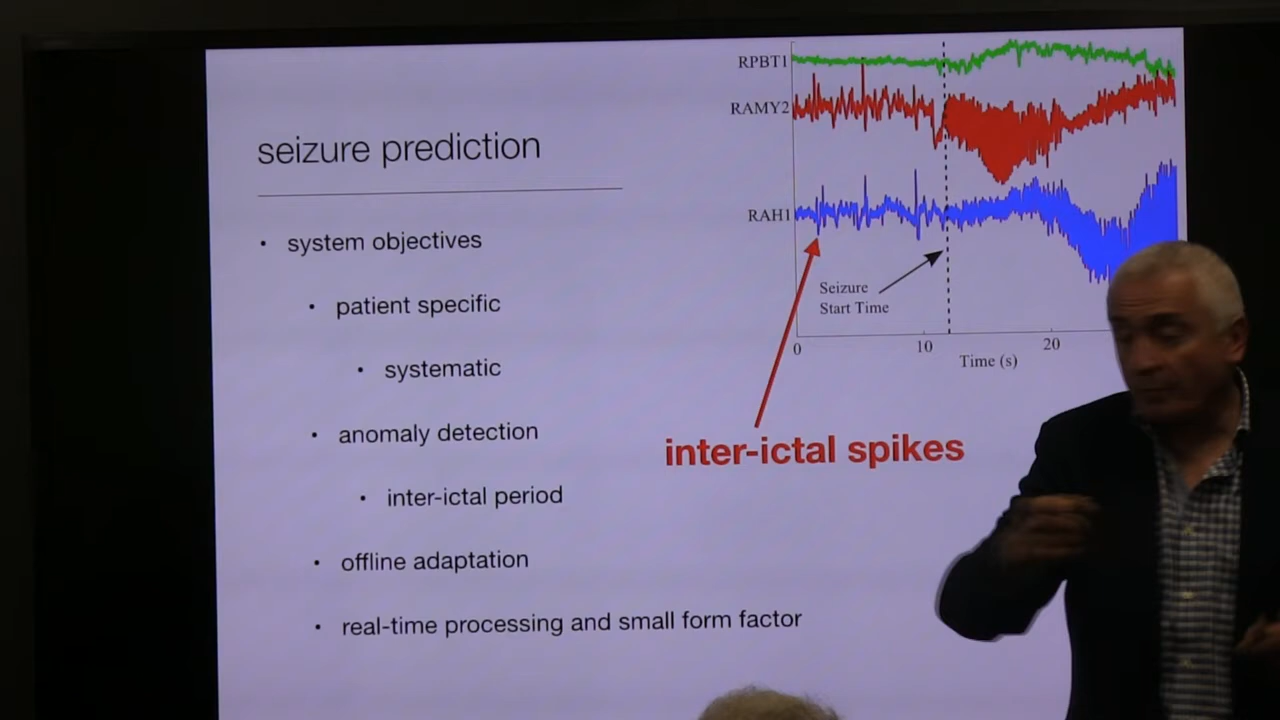 seizure prediction
• system objectives
• patient specific
• systematic
• anomaly detection
• inter-ictal period
• offline adaptation
• real-time processing and small form factor
RPBT1
RAMY2
RAH1
Seizure
Start Time
0 10 20
Time (s)
inter-ictal spikes